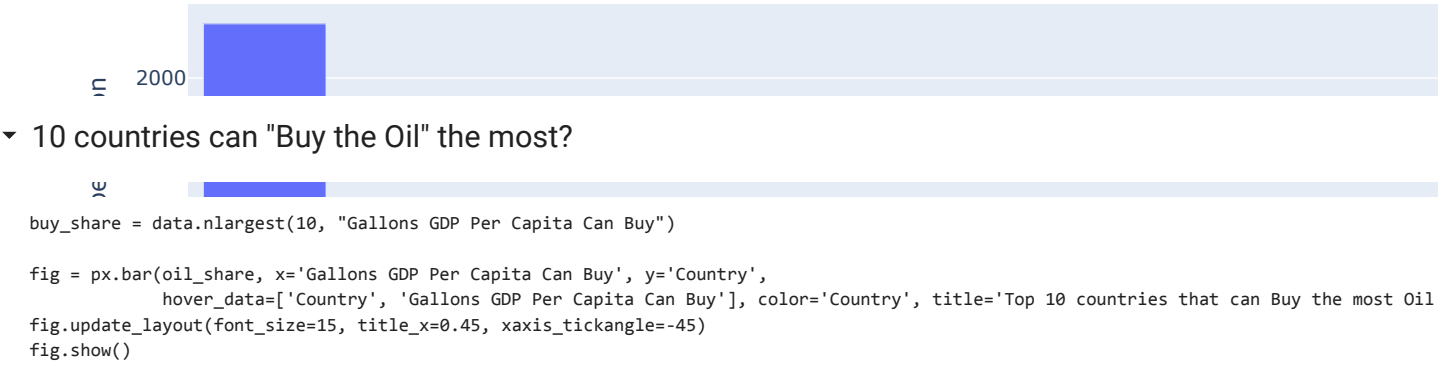 2000
on
10 countries can "Buy the Oil" the most?
buy_share = data.nlargest(10, "Gallons GDP Per Capita Can Buy")
fig = px.bar(oil_share, x='Gallons GDP Per Capita Can Buy', y='Country',
hover_data=['Country', 'Gallons GDP Per Capita Can Buy'], color='Country', title='Top 10 countries that can Buy the most Oil
fig.update_layout(font_size=15, title_x=0.45, xaxis_tickangle=-45)
fig.show()